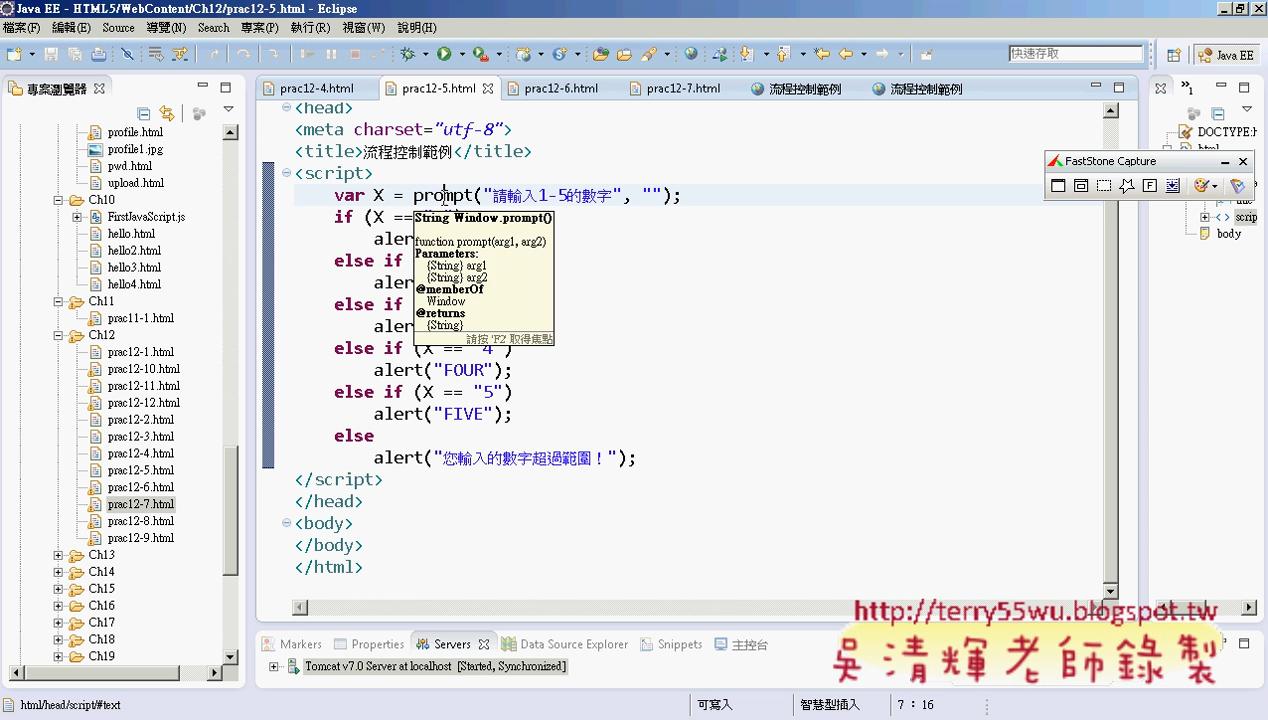 Java EE - HTML5/WebContent/Ch12/prac12-5.html - Eclipse
檔案(F) 編輯(E) Source 導覽(N) Search 專案(P) 執行(R) 視窗(W) 說明(H)
快速存取 Java EE
專案瀏覽器
prac12-4.html prac12-5.html prac12-6.html prac12-7.html 流程控制範例 流程控制範例
profile.html
profile1.jpg
pwd.html
upload.html
Ch10
FirstJavaScript.js
hello.html
hello2.html
hello3.html
hello4.html
Ch11
prac11-1.html
Ch12
prac12-1.html
prac12-10.html
prac12-11.html
prac12-12.html
prac12-2.html
prac12-3.html
prac12-4.html
prac12-5.html
prac12-6.html
prac12-7.html
prac12-8.html
prac12-9.html
Ch13
Ch14
Ch15
Ch16
Ch17
Ch18
Ch19
<head>
<meta charset="utf-8">
<title>流程控制範例</title>
<script>
var X = prompt("請輸入1-5的數字", "");
if (X ==
aler
else if
aler
else if
aler
else if (X == "4")
alert("FOUR");
else if (X == "5")
alert("FIVE");
else
alert("您輸入的數字超過範圍！");
</script>
</head>
<body>
</body>
</html>
String Window.prompt()
function prompt(arg1, arg2)
Parameters:
{String} arg1
{String} arg2
@memberOf
Window
@returns
{String}
請按 'F2' 取得焦點
DOCTYPE:h
FastStone Capture
scrip
body
Markers Properties Servers Data Source Explorer Snippets 主控台
Tomcat v7.0 Server at localhost [Started, Synchronized]
http://terry55wu.blogspot.tw
吳清輝老師錄製
html/head/script/#text 可寫入 智慧型插入 7 : 16